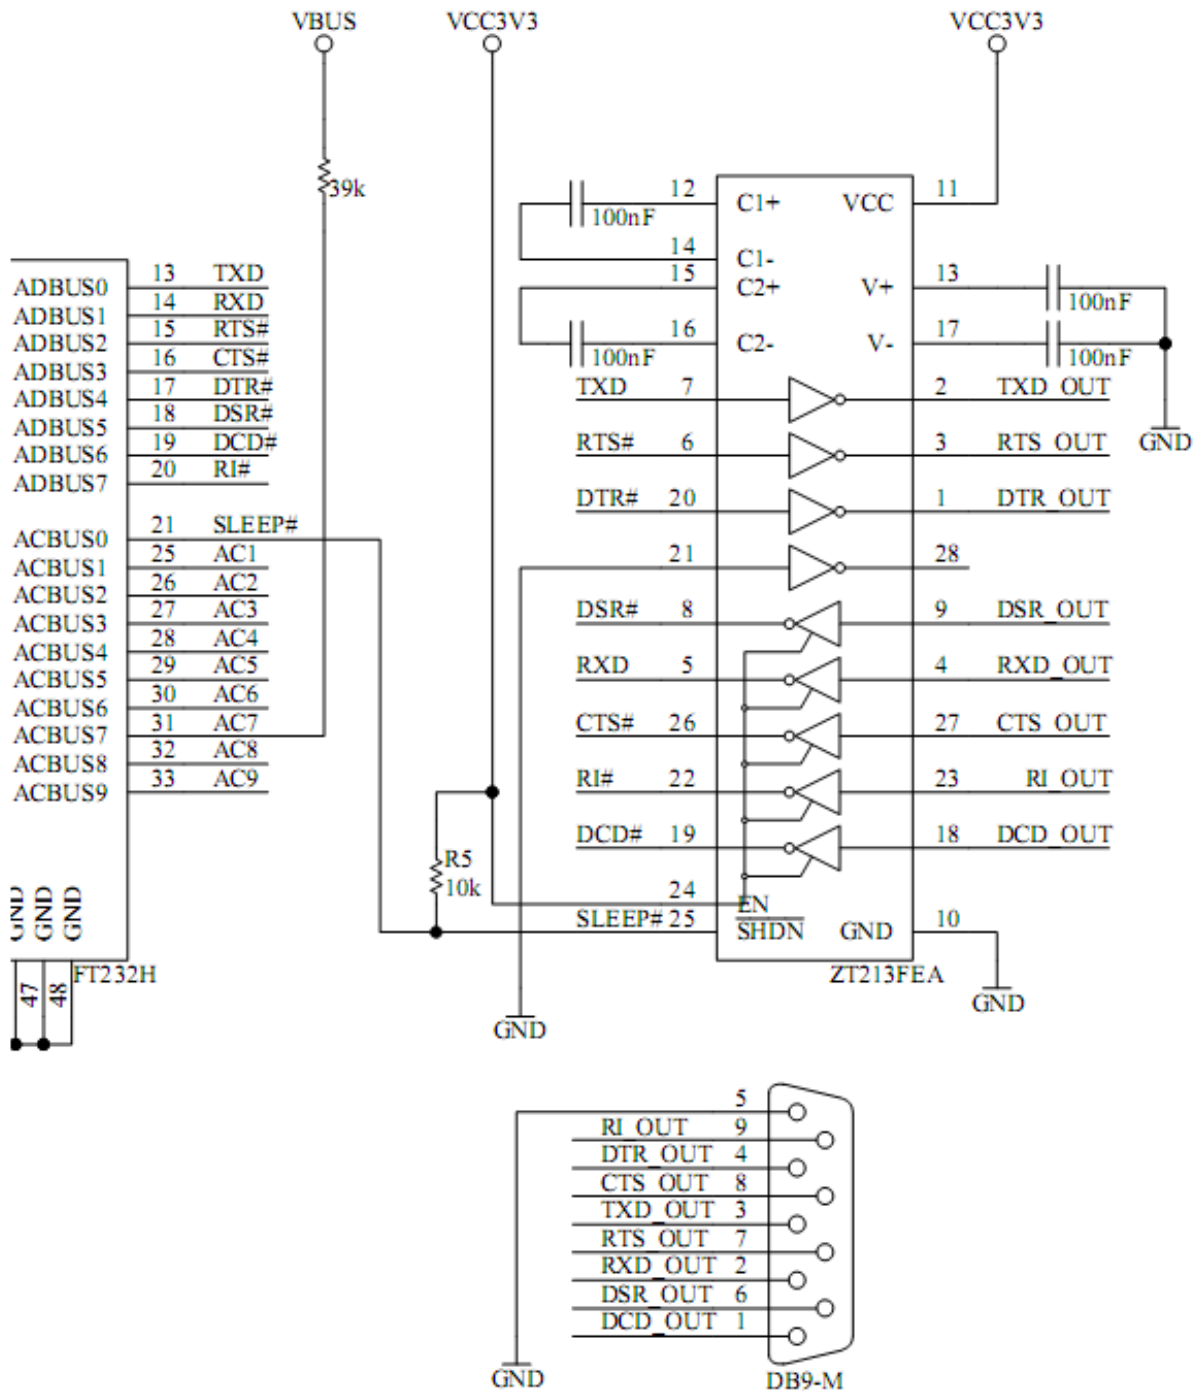 VBUS VCC3V3 VCC3V3
39k
12 C1+ VCC 11
100nF
14 C1-
15 C2+ V+ 13
100nF
16 C2- V- 17
100nF 100nF
GND
ADBUS0 13 TXD
ADBUS1 14 RXD
ADBUS2 15 RTS#
ADBUS3 16 CTS#
ADBUS4 17 DTR#
ADBUS5 18 DSR#
ADBUS6 19 DCD#
ADBUS7 20 RI#
ACBUS0 21 SLEEP#
ACBUS1 25 AC1
ACBUS2 26 AC2
ACBUS3 27 AC3
ACBUS4 28 AC4
ACBUS5 29 AC5
ACBUS6 30 AC6
ACBUS7 31 AC7
ACBUS8 32 AC8
ACBUS9 33 AC9
GND GND GND
47 48
FT232H
TXD 7 2 TXD_OUT
RTS# 6 3 RTS_OUT
DTR# 20 1 DTR_OUT
21 28
DSR# 8 9 DSR_OUT
RXD 5 4 RXD_OUT
CTS# 26 27 CTS_OUT
RI# 22 23 RI_OUT
DCD# 19 18 DCD_OUT
R5
10k
24 EN
SLEEP# 25 SHDN GND 10
ZT213FEA
GND
GND
5
RI_OUT 9
DTR_OUT 4
CTS_OUT 8
TXD_OUT 3
RTS_OUT 7
RXD_OUT 2
DSR_OUT 6
DCD_OUT 1
GND
DB9-M